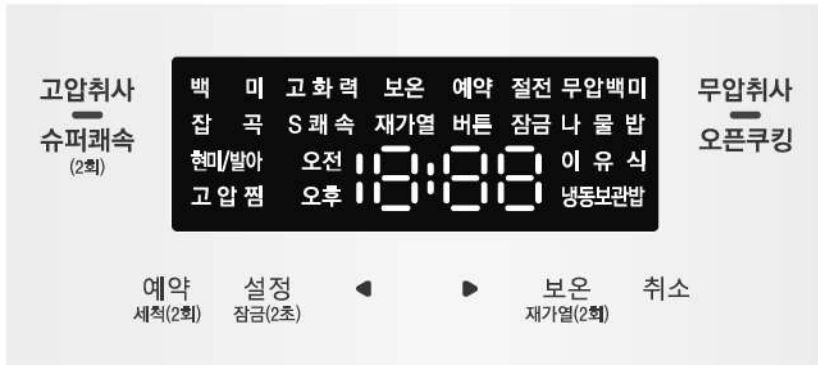 고압취사
슈퍼쾌속
(2회)
백 미 고화력 보온 예약 절전 무압백미
잡 곡 S쾌속 재가열 버튼 잠금 나물밥
현미/발아 오전 18:88 이유식
고압찜 오후 냉동보관밥
무압취사
오픈쿠킹
예약 설정 ◀ ▶ 보온 취소
세척(2회) 잠금(2초) 재가열(2회)